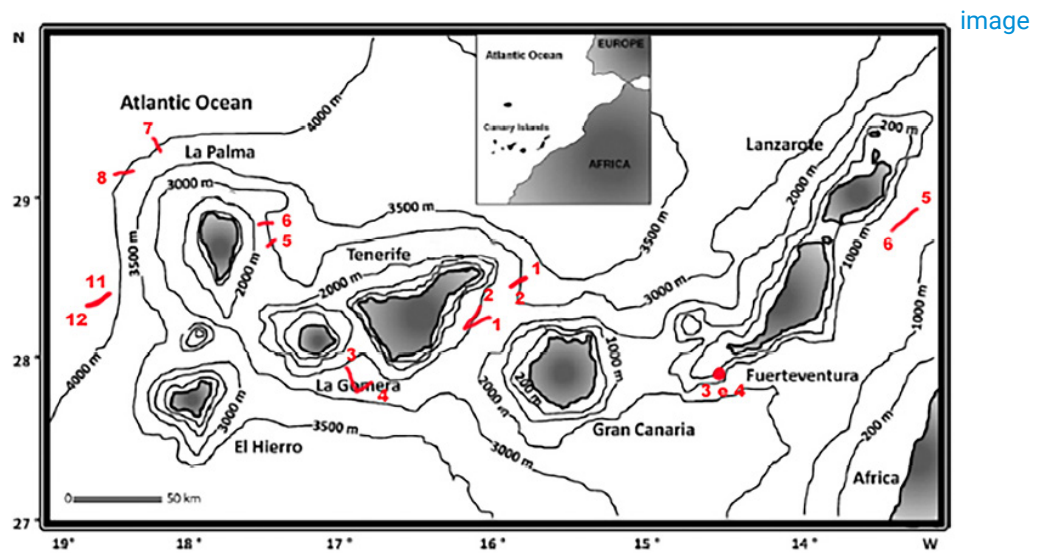 image
N
EUROPE
Atlantic Ocean
Canary Islands
AFRICA
Atlantic Ocean
4000 m
7
La Palma
8
3000 m
Lanzarote
200 m
2000 m
29°
3500 m
3500 m
5
6
6
5
1000 m
3500 m
Tenerife
2000 m
2000 m
1
2
3000 m
11
12
2
1
1000 m
28°
4000 m
3
La Gomera
4
1000 m
200 m
2000 m
Fuerteventura
3 o 4
3000 m
3500 m
Gran Canaria
200 m
El Hierro
3000 m
Africa
0 50 km
27°
19° 18° 17° 16° 15° 14° W